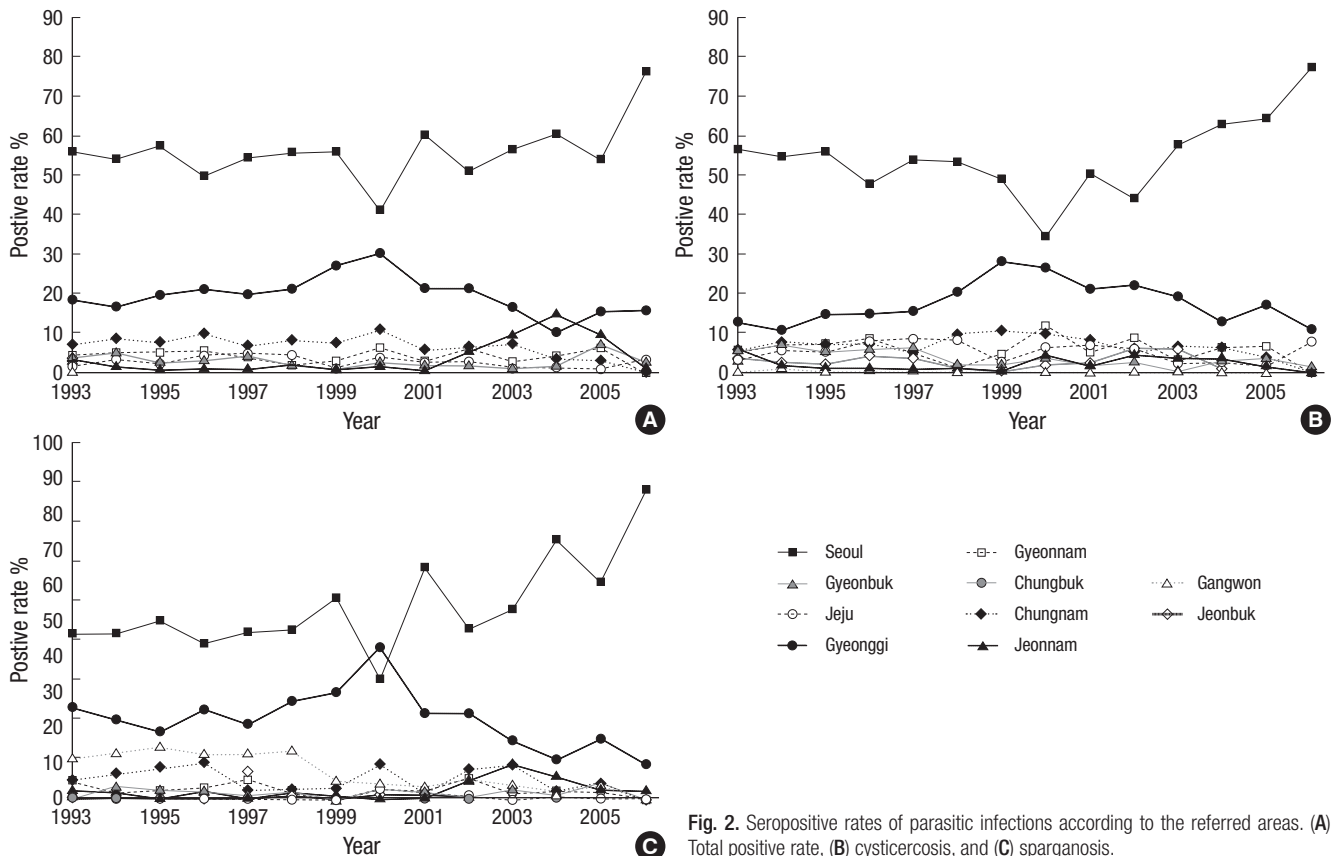 90
80
70
60
50
40
30
20
10
0
Postive rate %
1993 1995 1997 1999 2001 2003 2005
Year
A
90
80
70
60
50
40
30
20
10
0
Postive rate %
1993 1995 1997 1999 2001 2003 2005
Year
B
100
90
80
70
60
50
40
30
20
10
0
Postive rate %
1993 1995 1997 1999 2001 2003 2005
Year
C
Seoul Gyeonnam
Gyeonbuk Chungbuk Gangwon
Jeju Chungnam Jeonbuk
Gyeonggi Jeonnam
Fig. 2. Seropositive rates of parasitic infections according to the referred areas. (A)
Total positive rate, (B) cysticercosis, and (C) sparganosis.